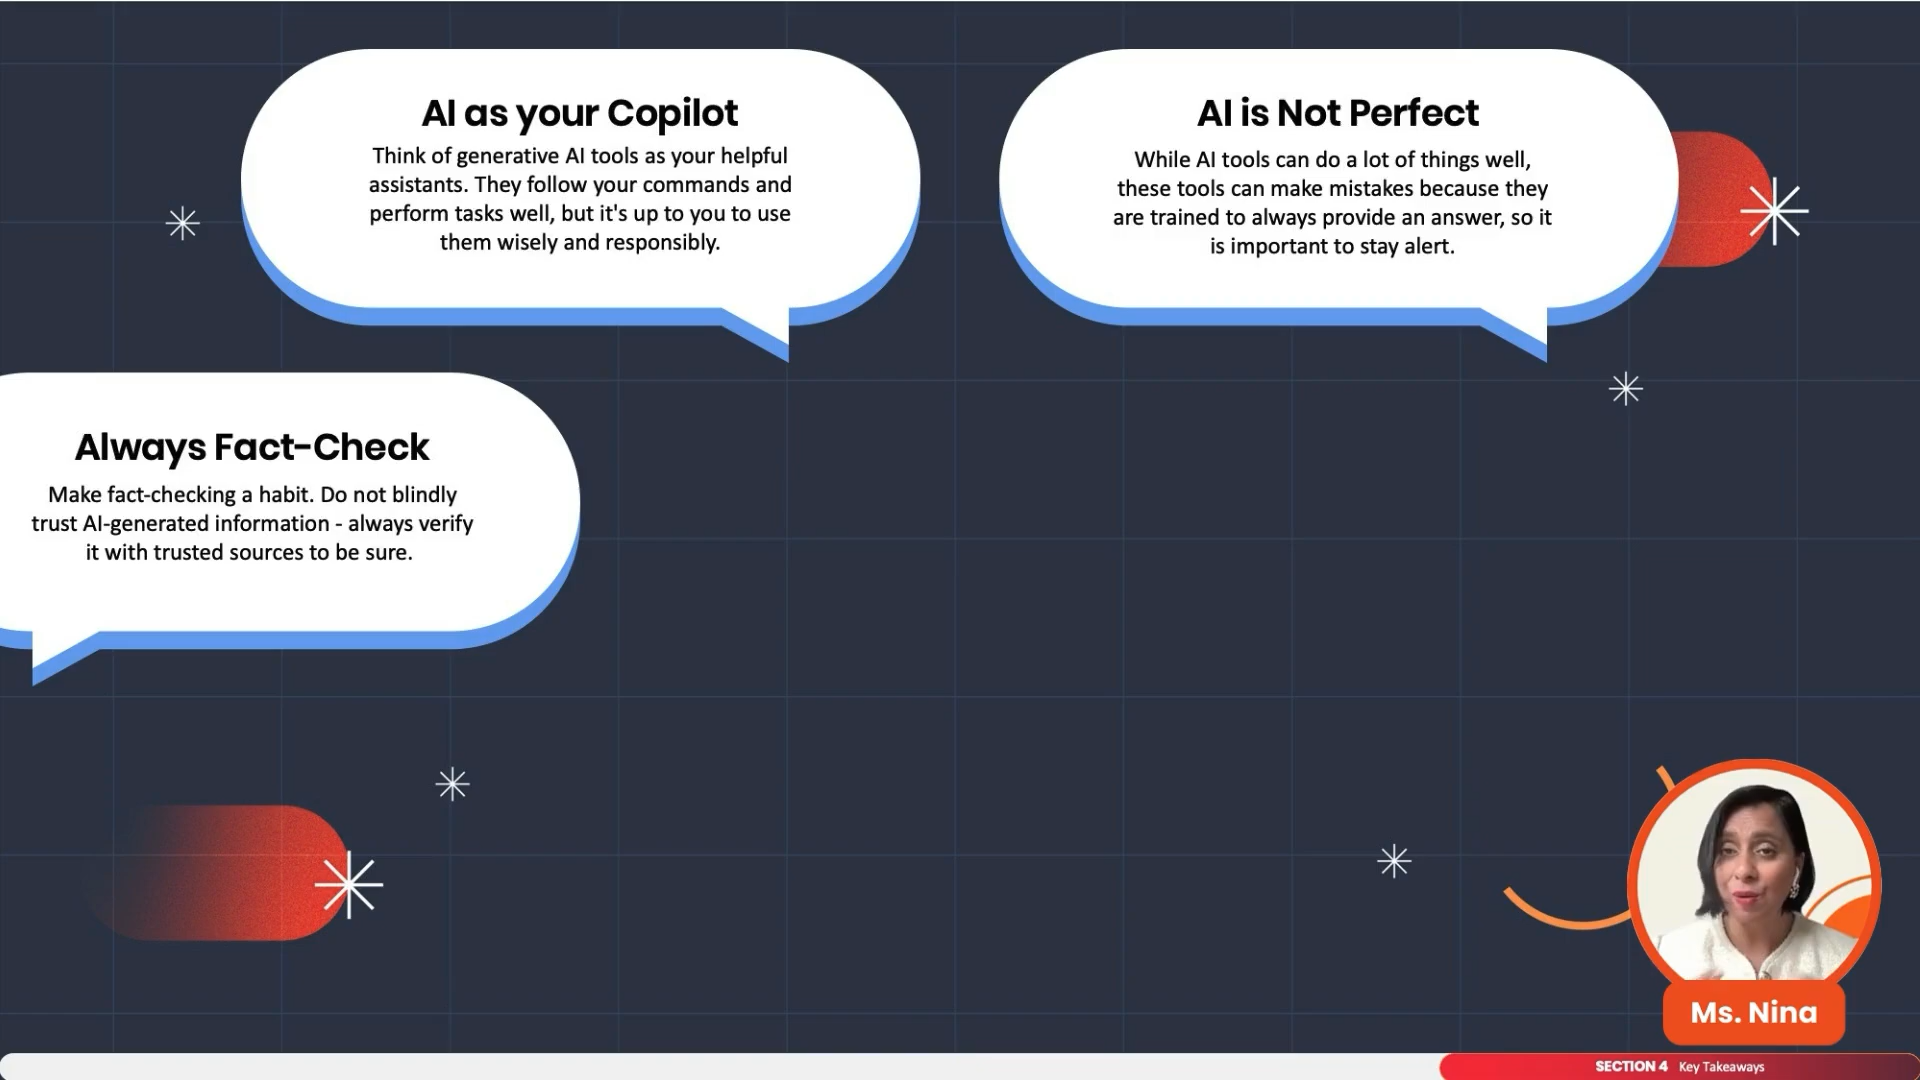 AI as your Copilot
Think of generative AI tools as your helpful
assistants. They follow your commands and
perform tasks well, but it's up to you to use
them wisely and responsibly.
AI is Not Perfect
While AI tools can do a lot of things well,
these tools can make mistakes because they
are trained to always provide an answer, so it
is important to stay alert.
Always Fact-Check
Make fact-checking a habit. Do not blindly
trust AI-generated information - always verify
it with trusted sources to be sure.
Ms. Nina
SECTION 4 Key Takeaways